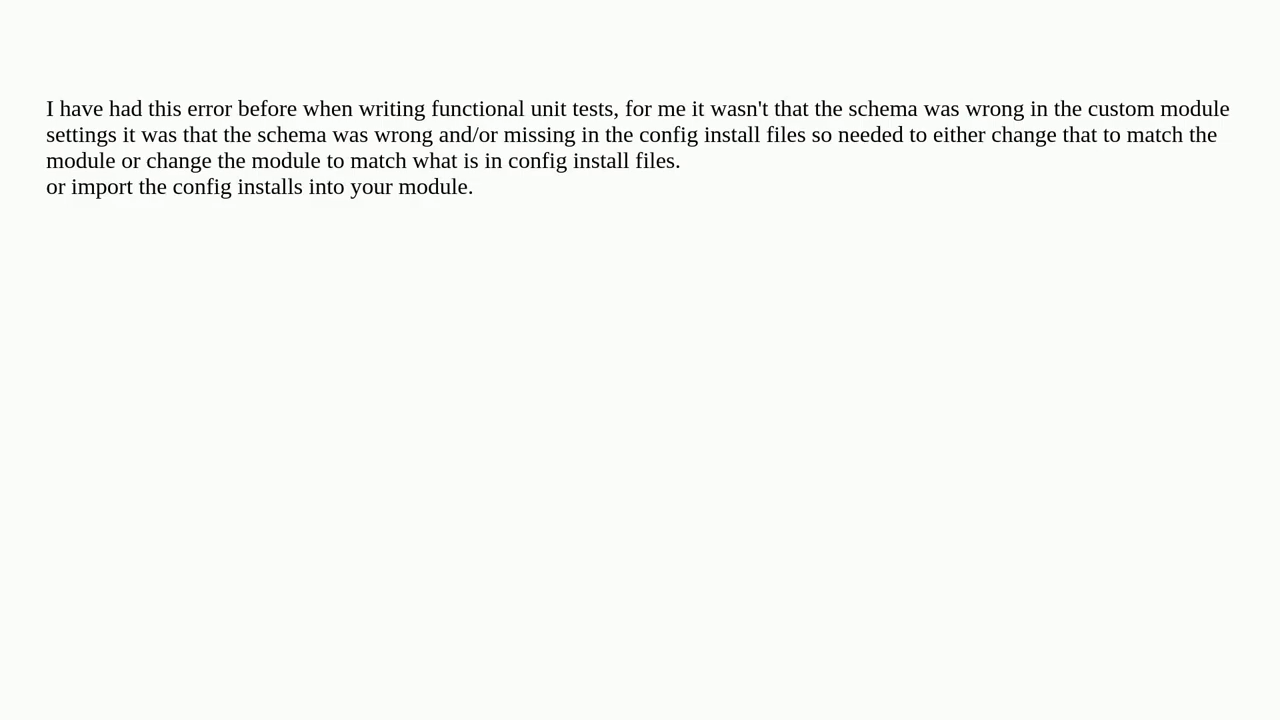 I have had this error before when writing functional unit tests, for me it wasn't that the schema was wrong in the custom module
settings it was that the schema was wrong and/or missing in the config install files so needed to either change that to match the
module or change the module to match what is in config install files.
or import the config installs into your module.